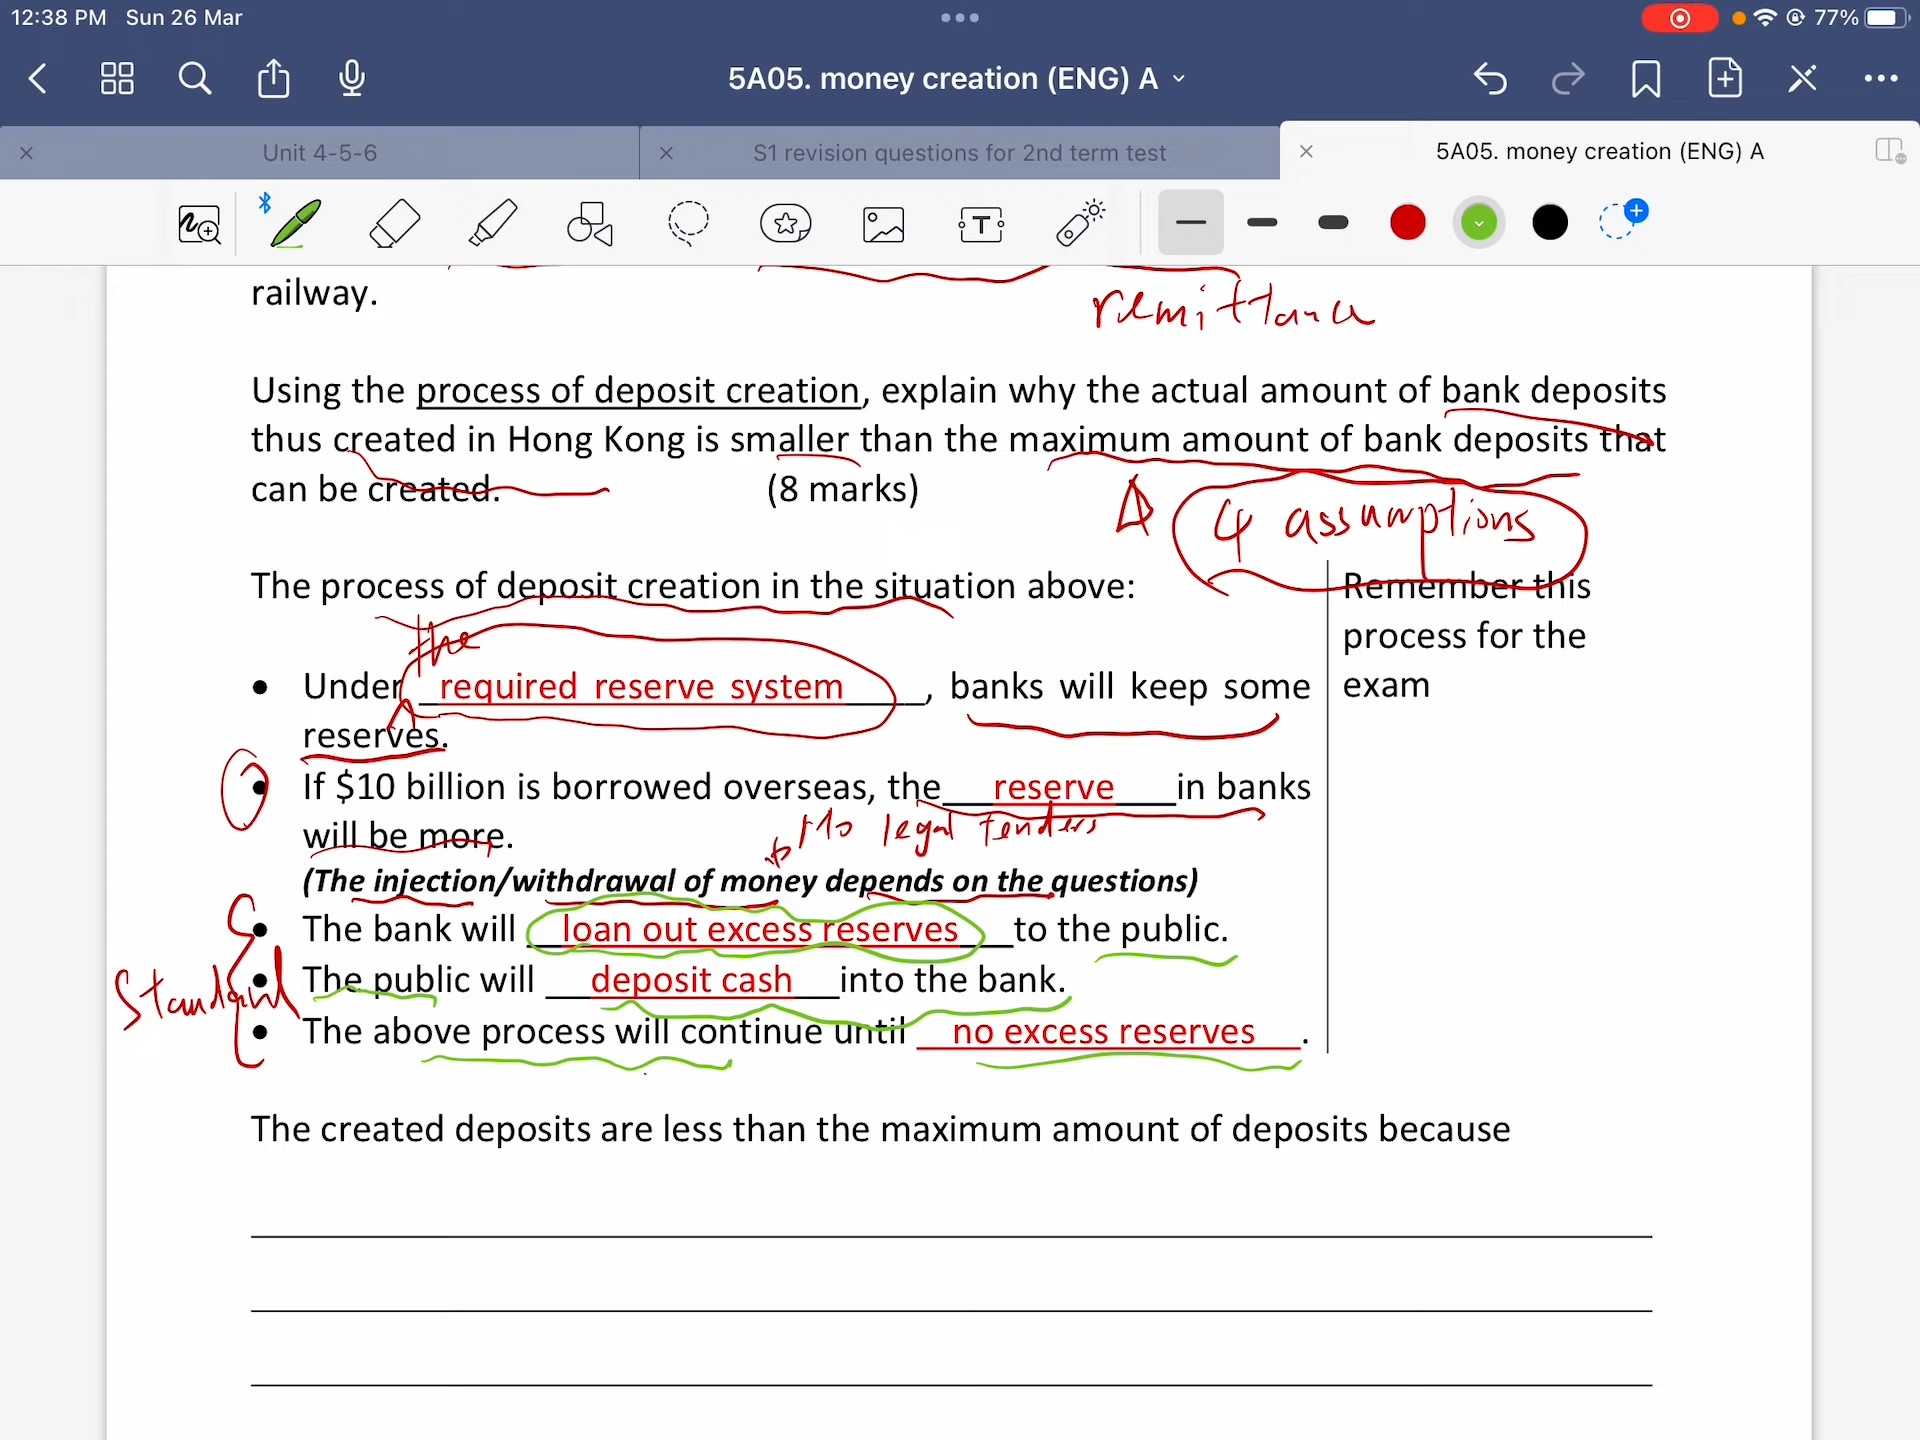 12:38 PM Sun 26 Mar
77%
5A05. money creation (ENG) A
Unit 4-5-6
S1 revision questions for 2nd term test
5A05. money creation (ENG) A
railway.
remittance
Using the process of deposit creation, explain why the actual amount of bank deposits
thus created in Hong Kong is smaller than the maximum amount of bank deposits that
can be created. (8 marks)
4 assumptions
The process of deposit creation in the situation above:
Remember this
process for the
exam
the
• Under required reserve system, banks will keep some
reserves.
• If $10 billion is borrowed overseas, the reserve in banks
will be more.
legal tenders
(The injection/withdrawal of money depends on the questions)
• The bank will loan out excess reserves to the public.
• The public will deposit cash into the bank.
Standard
• The above process will continue until no excess reserves.
The created deposits are less than the maximum amount of deposits because